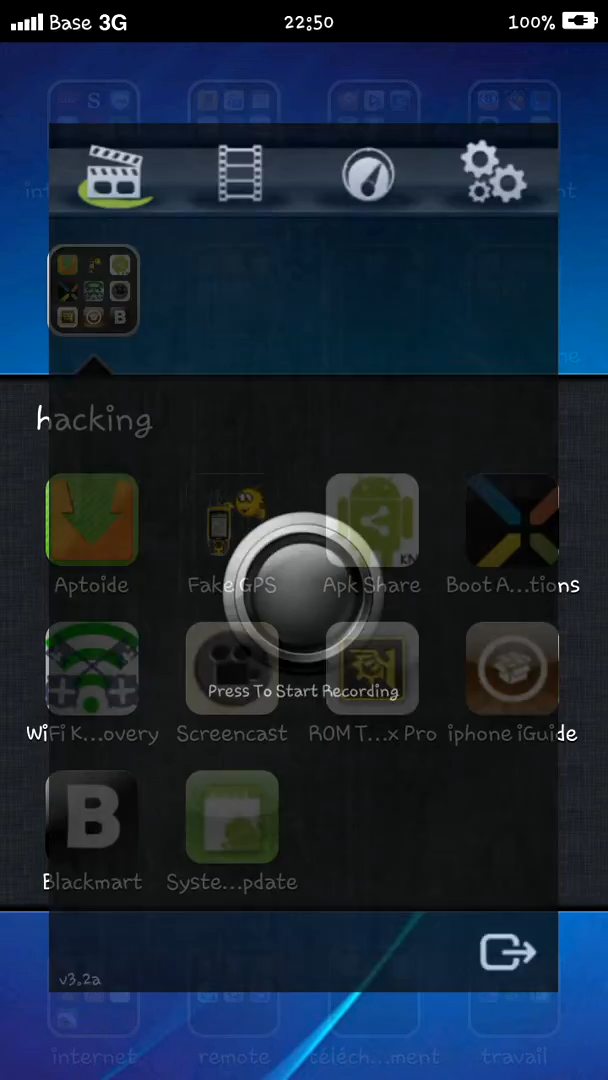 Base 3G 22:50 100%
S
hacking
B
KN
Aptoide Fake GPS Apk Share Boot A...tions
WiFi K...overy Screencast ROM T...x Pro iphone iGuide
Press To Start Recording
B
Blackmart Syste...pdate
v3.2a
internet remote téléch...ment travail